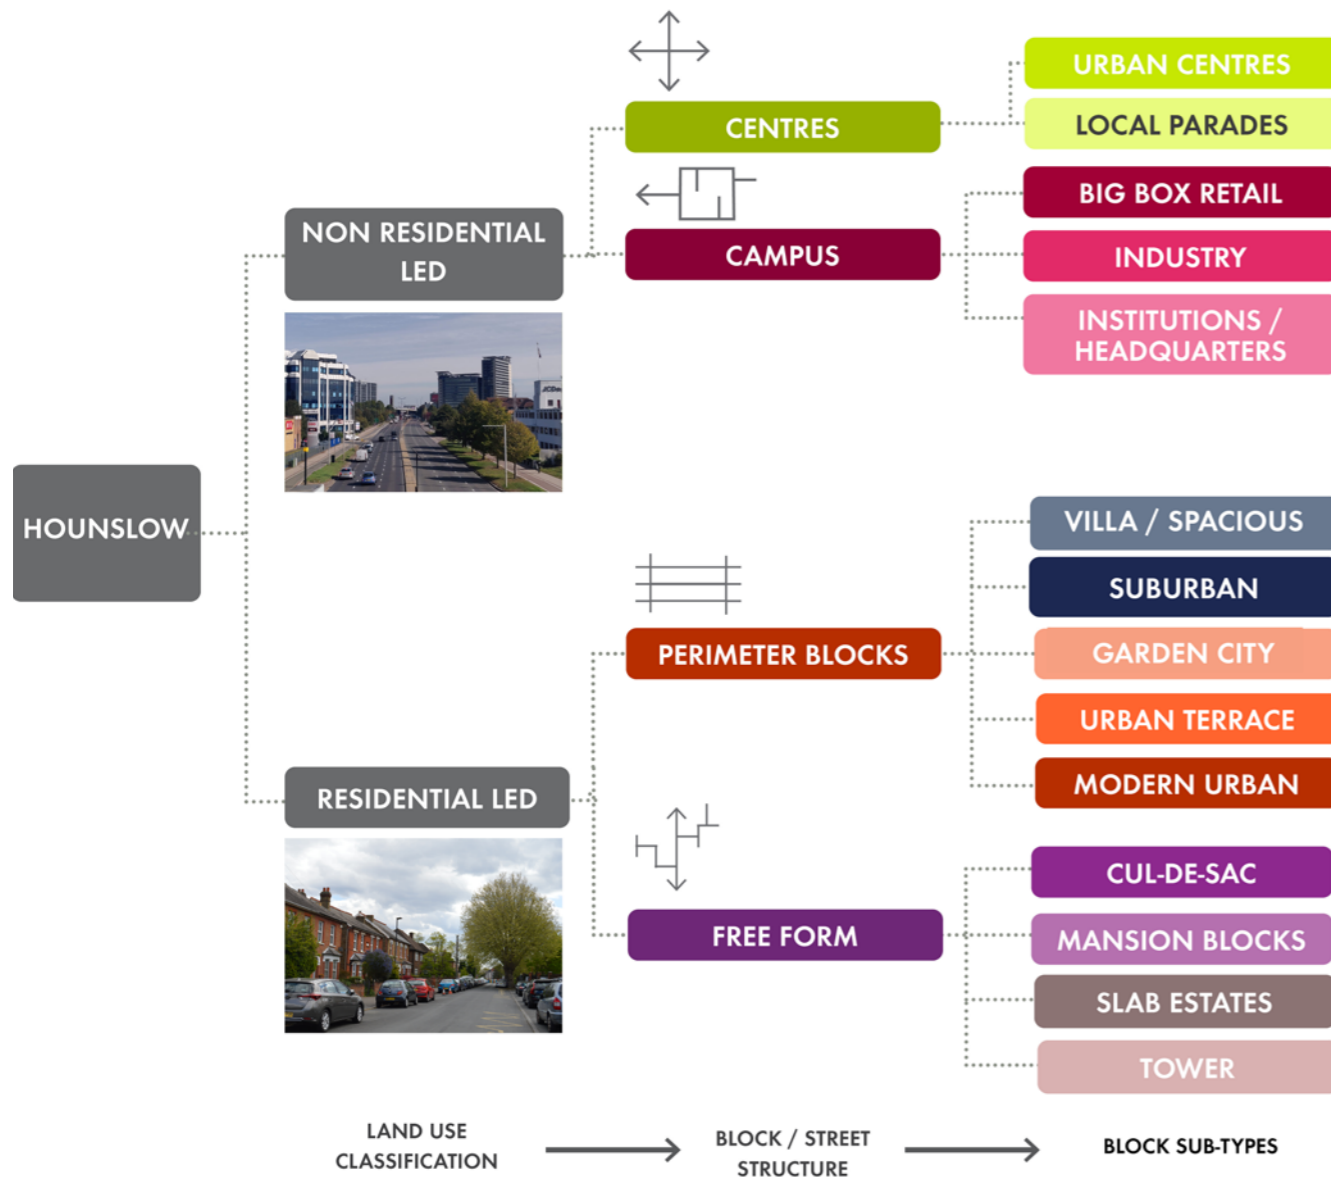 HOUNSLOW
NON RESIDENTIAL
LED
RESIDENTIAL LED
CENTRES
CAMPUS
PERIMETER BLOCKS
FREE FORM
URBAN CENTRES
LOCAL PARADES
BIG BOX RETAIL
INDUSTRY
INSTITUTIONS /
HEADQUARTERS
VILLA / SPACIOUS
SUBURBAN
GARDEN CITY
URBAN TERRACE
MODERN URBAN
CUL-DE-SAC
MANSION BLOCKS
SLAB ESTATES
TOWER
LAND USE
CLASSIFICATION
BLOCK / STREET
STRUCTURE
BLOCK SUB-TYPES